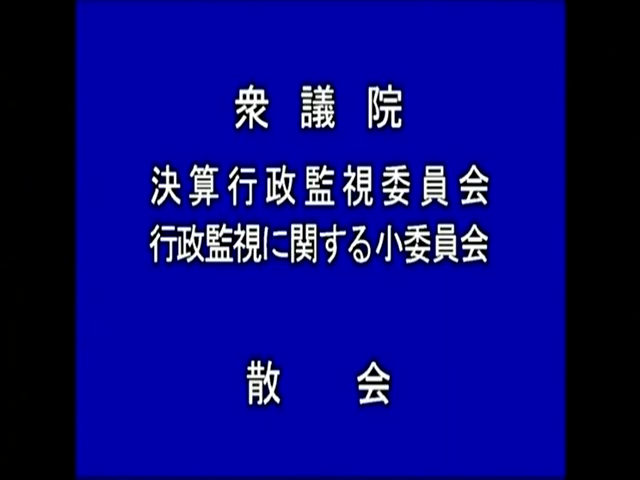 衆議院
決算行政監視委員会
行政監視に関する小委員会
散会